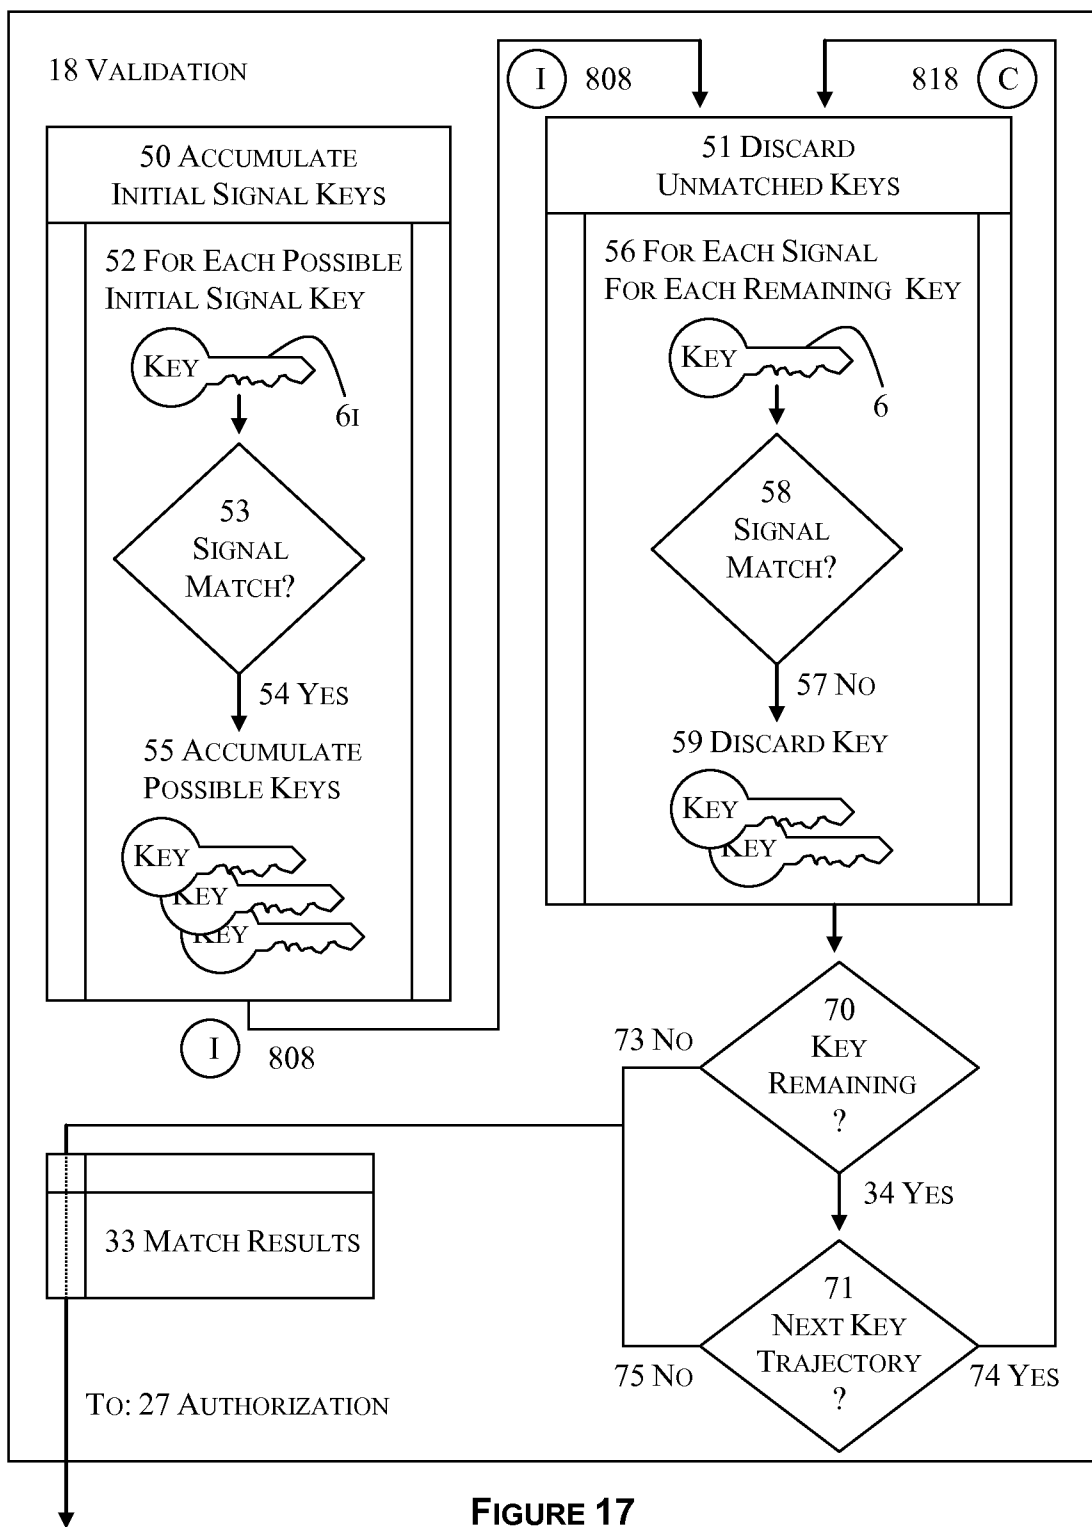 18 VALIDATION
50 ACCUMULATE
INITIAL SIGNAL KEYS
52 FOR EACH POSSIBLE
INITIAL SIGNAL KEY
KEY
6I
53
SIGNAL
MATCH?
54 YES
55 ACCUMULATE
POSSIBLE KEYS
KEY
KEY
KEY
I 808
I 808
818 C
51 DISCARD
UNMATCHED KEYS
56 FOR EACH SIGNAL
FOR EACH REMAINING KEY
KEY
6
58
SIGNAL
MATCH?
57 NO
59 DISCARD KEY
KEY
KEY
70
KEY
REMAINING
?
73 NO
34 YES
71
NEXT KEY
TRAJECTORY
?
75 NO
74 YES
33 MATCH RESULTS
TO: 27 AUTHORIZATION
FIGURE 17